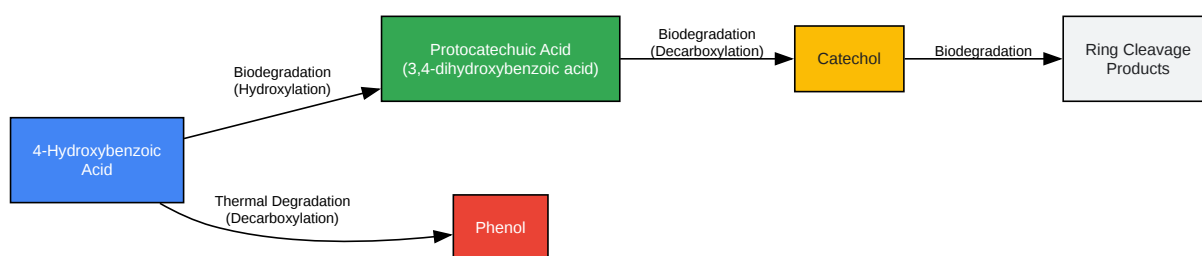 Protocatechuic Acid
(3,4-dihydroxybenzoic acid)
Biodegradation
(Decarboxylation)
Catechol
Biodegradation
Ring Cleavage
Products
Biodegradation
(Hydroxylation)
4-Hydroxybenzoic
Acid
Thermal Degradation
(Decarboxylation)
Phenol